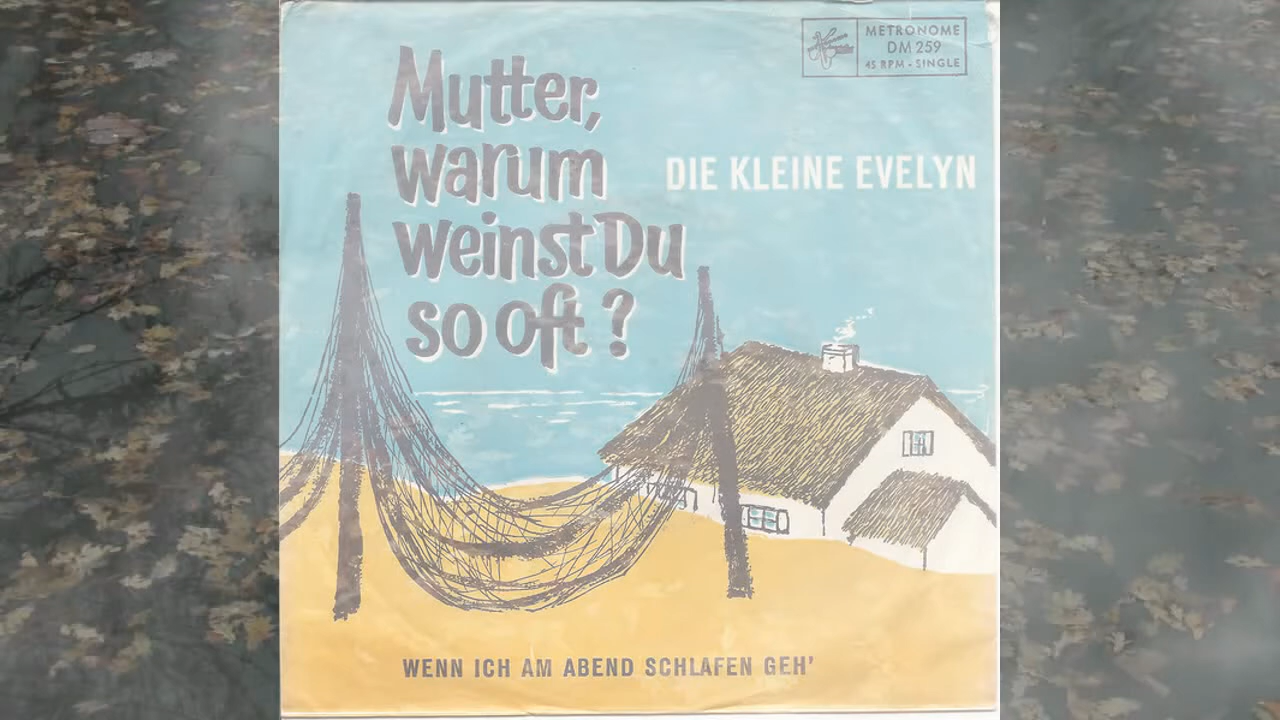 METRONOME
DM 259
45 RPM - SINGLE
Mutter,
warum
weinst Du
so oft ?
DIE KLEINE EVELYN
WENN ICH AM ABEND SCHLAFEN GEH'